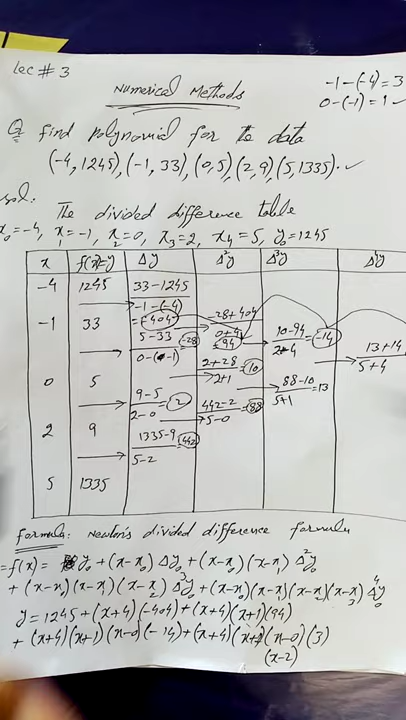 Lec # 3
Numerical Methods
-1-(-4)=3
0-(-1)=1 ✓
Q find polynomial for the data
(-4, 1245), (-1, 33), (0, 5), (2, 9), (5, 1335). ✓
sol:
The divided difference table
x₀=-4, x₁=-1, x₂=0, x₃=2, x₄=5, y₀=1245
x f(x)=y Δy Δ²y Δ³y Δ⁴y
-4 1245 33-1245
-1-(-4)
-1 33 =-404 -28+404
0+4
5-33 =-28 =94 10-94 =-14
0-(-1) 2+4
13+14
5+4
0 5 2+28 =10
2+1
9-5 =2 88-10 =13
2-0 5+1
442-2 =88
5-0
2 9 1335-9 =442
5-2
5 1335
formula: Newton's divided difference formula
=f(x)= y₀+(x-x₀) Δy₀+(x-x₀)(x-x₁) Δ²y₀
+(x-x₀)(x-x₁)(x-x₂) Δ³y₀+(x-x₀)(x-x₁)(x-x₂)(x-x₃) Δ⁴y₀
y=1245+(x+4)(-404)+(x+4)(x+1)(94)
+(x+4)(x+1)(x-0)(-14)+(x+4)(x+1)(x-0)(3)
(x-2)